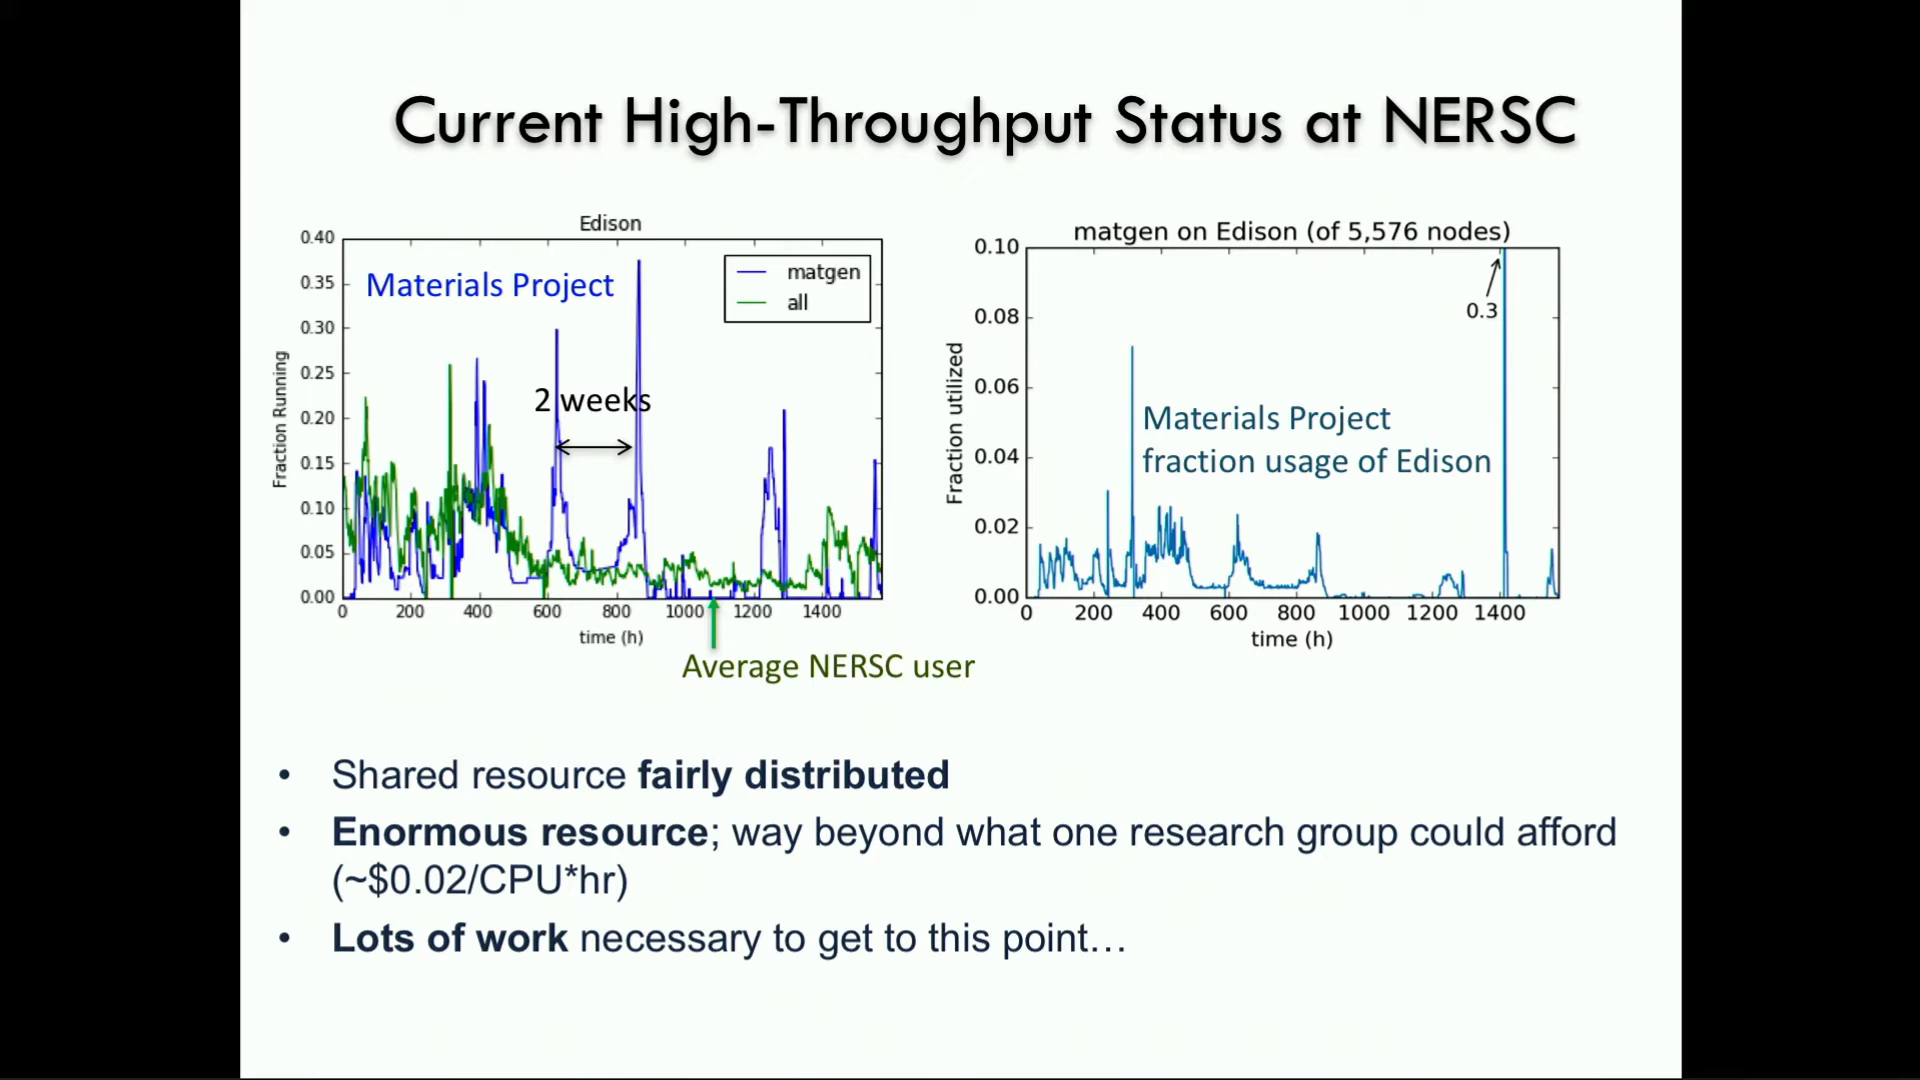 Current High-Throughput Status at NERSC
Edison
0.40
0.35
0.30
0.25
0.20
0.15
0.10
0.05
0.00
Fraction Running
Materials Project
matgen
all
2 weeks
0 200 400 600 800 1000 1200 1400
time (h)
Average NERSC user
matgen on Edison (of 5,576 nodes)
0.10
0.08
0.06
0.04
0.02
0.00
Fraction utilized
0.3
Materials Project
fraction usage of Edison
0 200 400 600 800 1000 1200 1400
time (h)
• Shared resource fairly distributed
• Enormous resource; way beyond what one research group could afford
(~$0.02/CPU*hr)
• Lots of work necessary to get to this point…